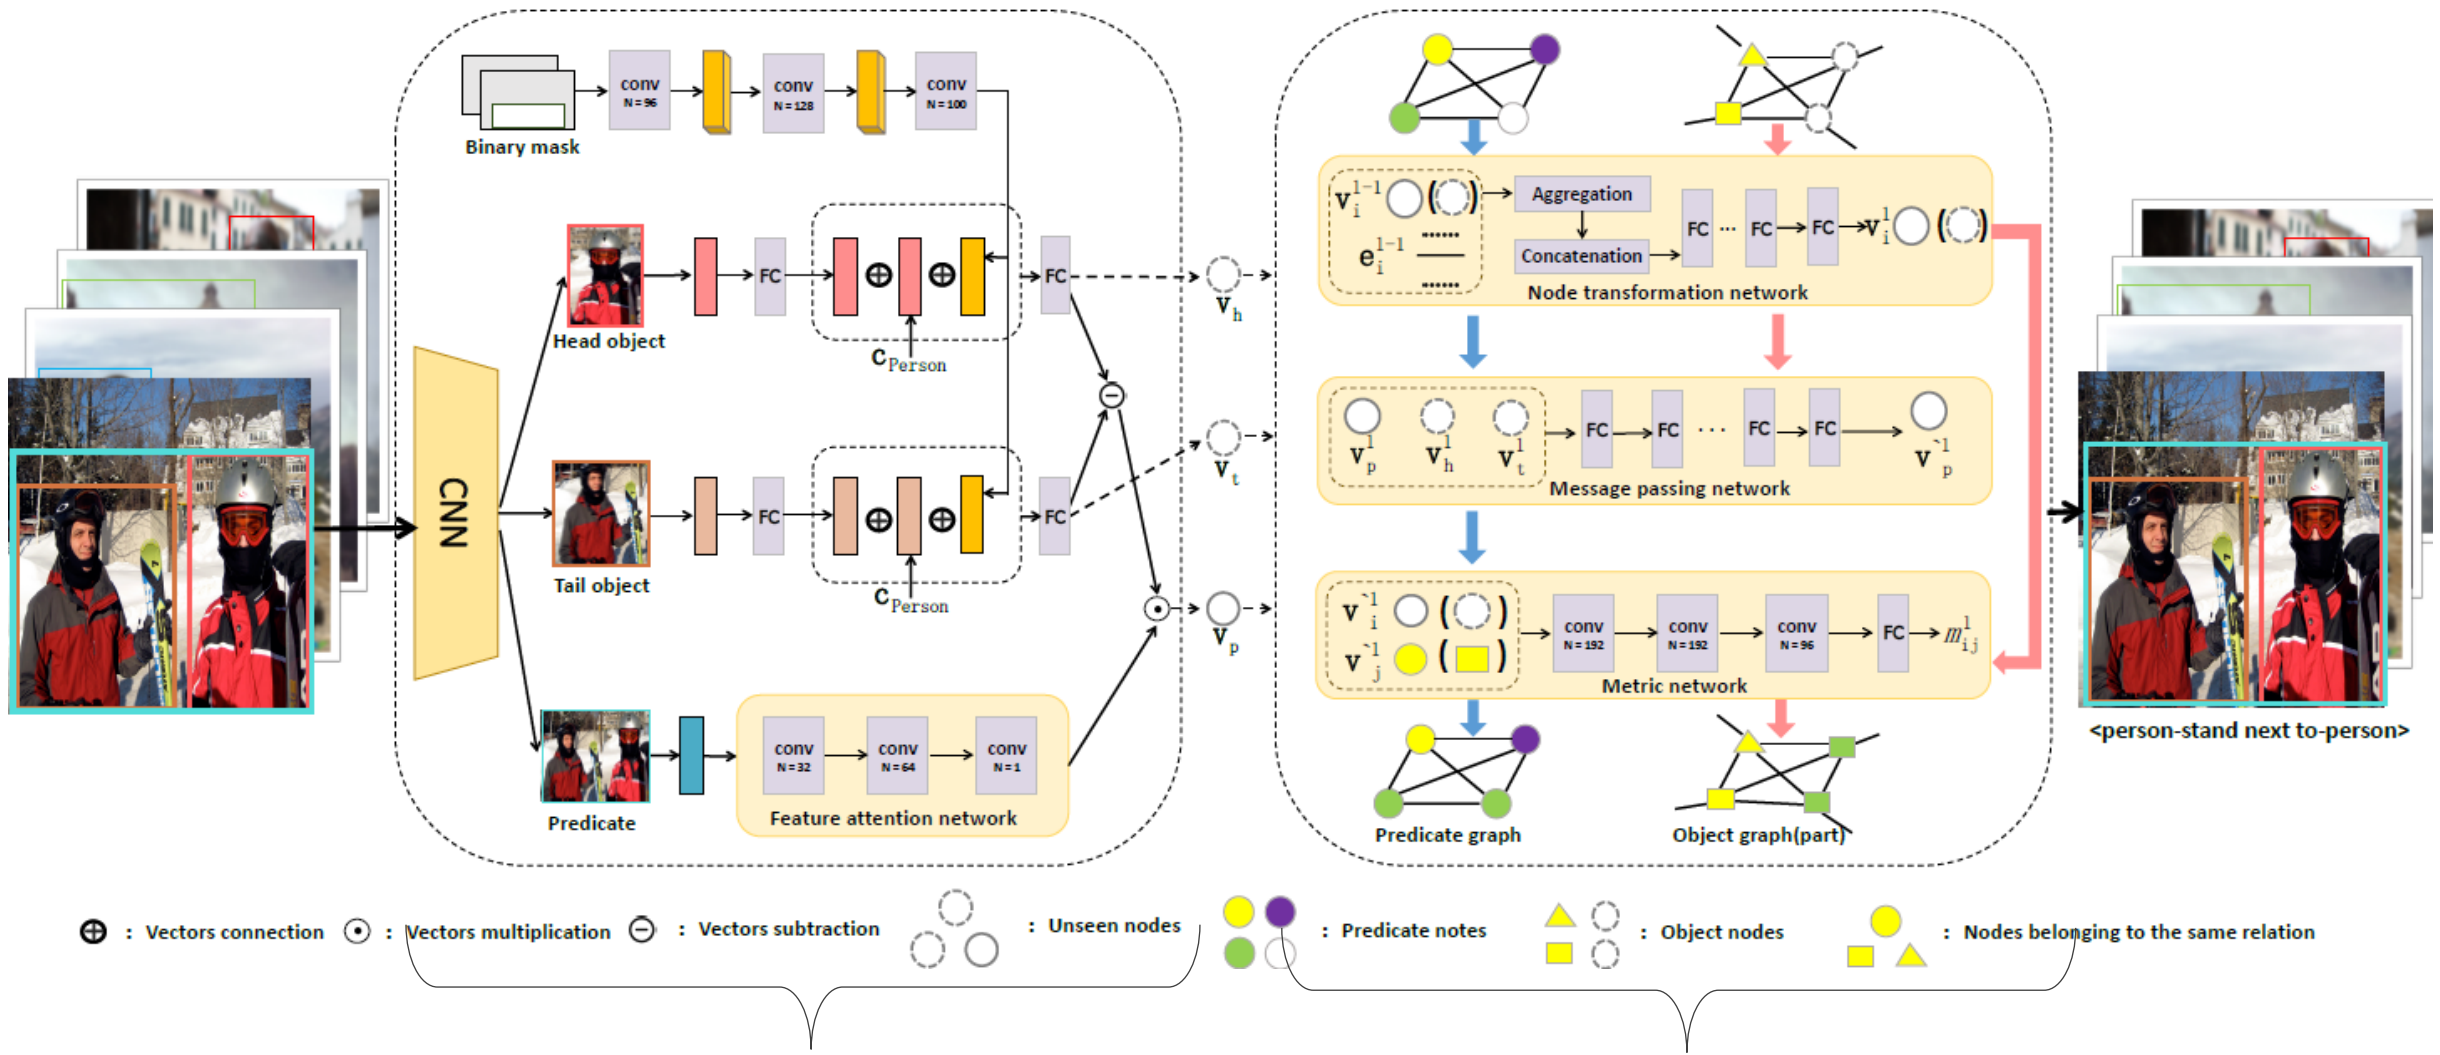 conv
N = 96
conv
N = 128
conv
N = 100
Binary mask
Head object
FC
FC
c Person
v h
CNN
Tail object
FC
FC
c Person
v t
v p
Predicate
conv
N = 32
conv
N = 64
conv
N = 1
Feature attention network
v i l-1 ( )
......
e i l-1
......
Aggregation
Concatenation
FC ... FC FC v i l ( )
Node transformation network
v p l v h l v t l
FC FC ... FC FC
v ` p l
Message passing network
v ` i l ( )
v ` j l ( )
conv
N = 192
conv
N = 192
conv
N = 96
FC
m ij l
Metric network
Predicate graph
Object graph(part)
<person-stand next to-person>
: Vectors connection
: Vectors multiplication
: Vectors subtraction
: Unseen nodes
: Predicate notes
: Object nodes
: Nodes belonging to the same relation